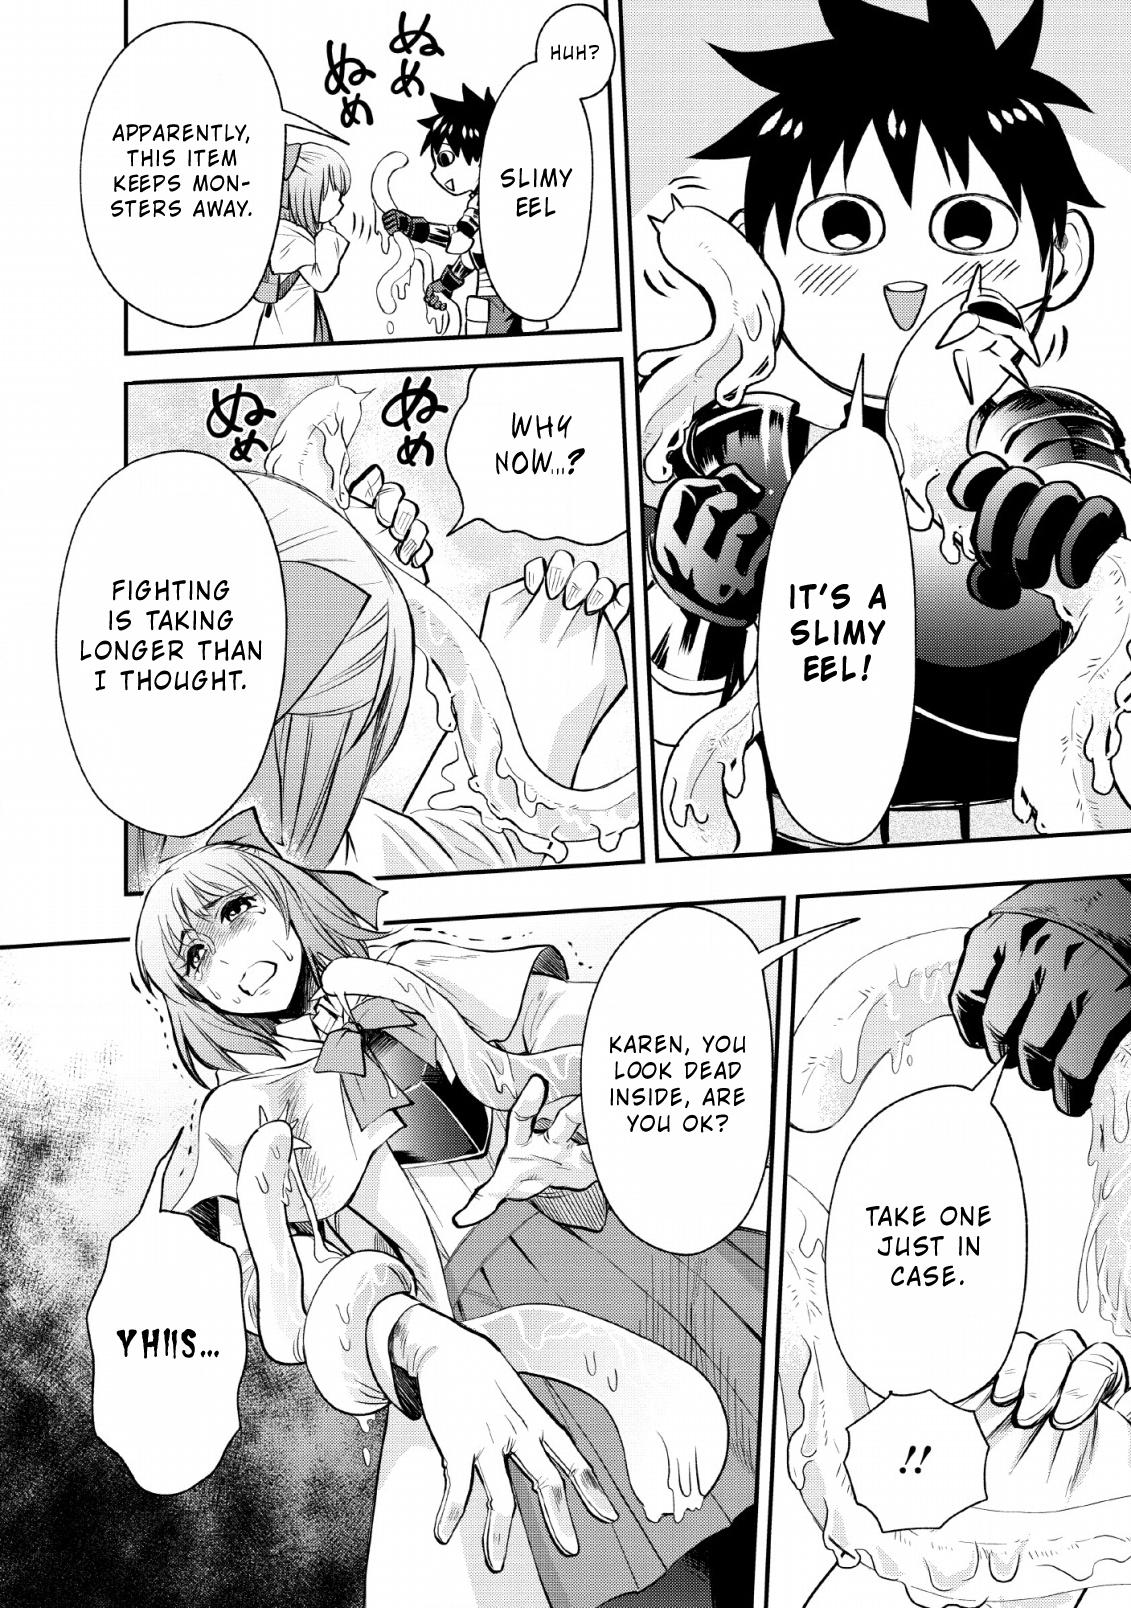 IT'S A
SLIMY
EEL!
HUH?
SLIMY
EEL
ぬめ
ぬめ
APPARENTLY,
THIS ITEM
KEEPS MON-
STERS AWAY.
WHY
NOW...?
ぬめ
ぬめ
FIGHTING
IS TAKING
LONGER THAN
I THOUGHT.
TAKE ONE
JUST IN
CASE.
!!
KAREN, YOU
LOOK DEAD
INSIDE, ARE
YOU OK?
YHIIS...